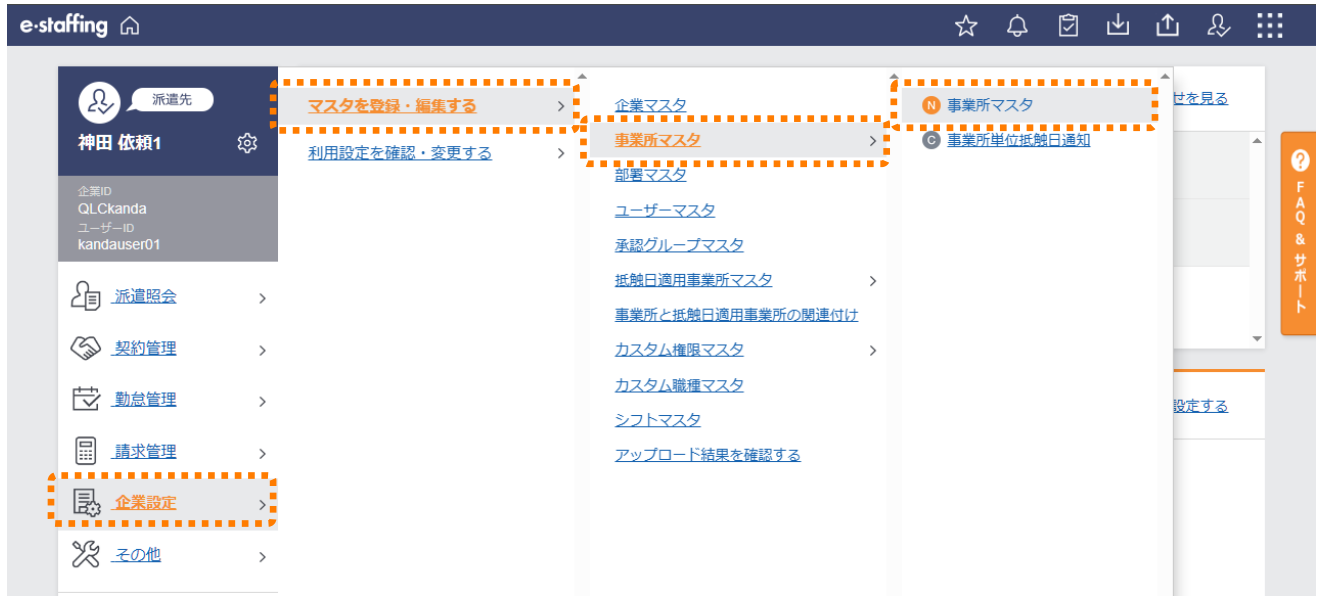 e-staffing
派遣先
神田 依頼1
企業ID
QLCkanda
ユーザーID
kandauser01
派遣照会
契約管理
勤怠管理
請求管理
企業設定
その他
マスタを登録・編集する
利用設定を確認・変更する
企業マスタ
事業所マスタ
部署マスタ
ユーザーマスタ
承認グループマスタ
抵触日適用事業所マスタ
事業所と抵触日適用事業所の関連付け
カスタム権限マスタ
カスタム職種マスタ
シフトマスタ
アップロード結果を確認する
N 事業所マスタ
C 事業所単位抵触日通知
せを見る
設定する
? FAQ & サポート